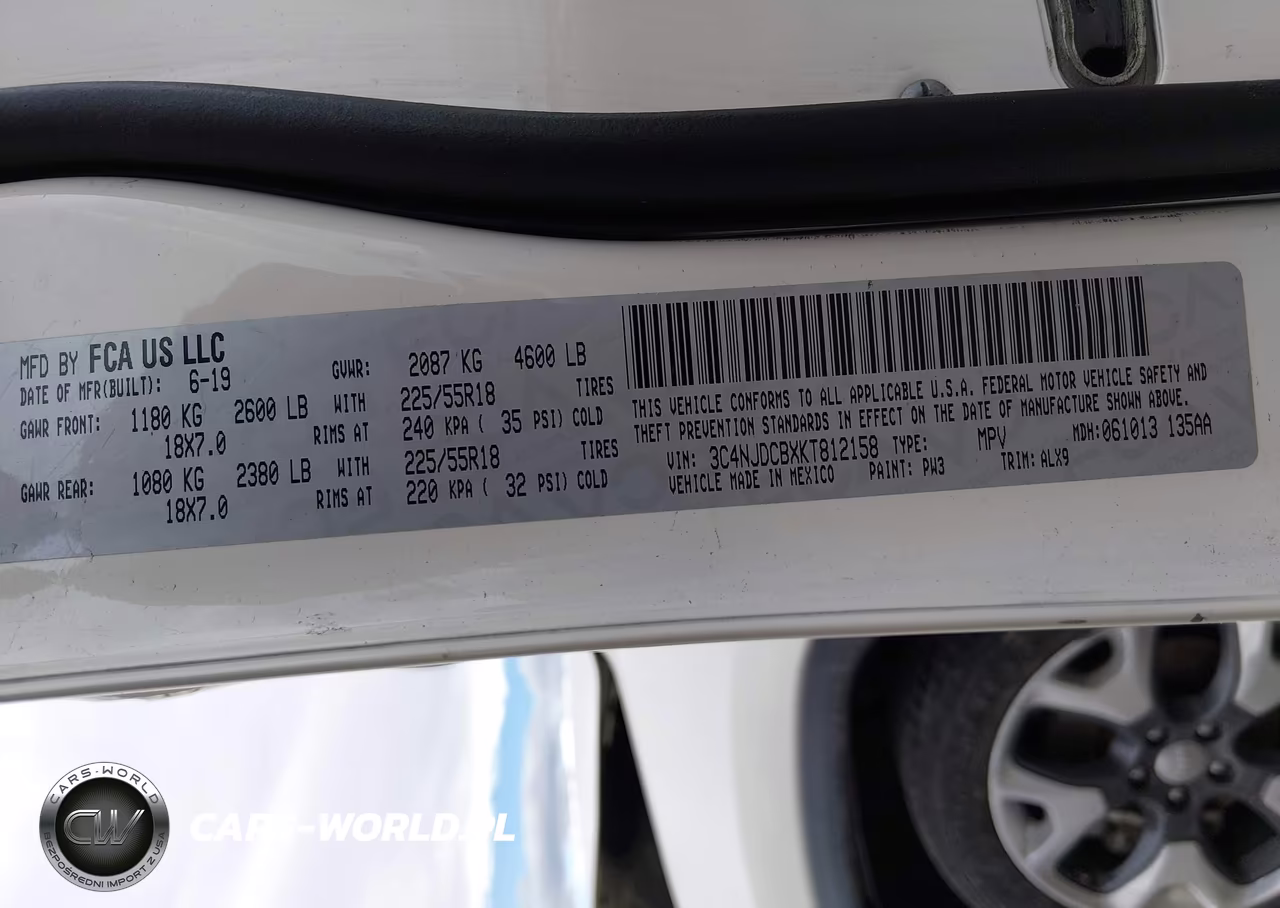 MFD BY FCA US LLC
DATE OF MFR(BUILT): 6-19
GVWR: 2087 KG 4600 LB
GAWR FRONT: 1180 KG 2600 LB WITH 225/55R18 TIRES
18X7.0 RIMS AT 240 KPA ( 35 PSI) COLD
GAWR REAR: 1080 KG 2380 LB WITH 225/55R18 TIRES
18X7.0 RIMS AT 220 KPA ( 32 PSI) COLD
THIS VEHICLE CONFORMS TO ALL APPLICABLE U.S.A. FEDERAL MOTOR VEHICLE SAFETY AND
THEFT PREVENTION STANDARDS IN EFFECT ON THE DATE OF MANUFACTURE SHOWN ABOVE.
VIN: 3C4NJDCBXKT812158 TYPE: MPV MDH:061013 135AA
VEHICLE MADE IN MEXICO PAINT: PW3 TRIM: ALX9
CARS-WORLD
CW
BEZPOŚREDNI IMPORT Z USA
CARS-WORLD.PL